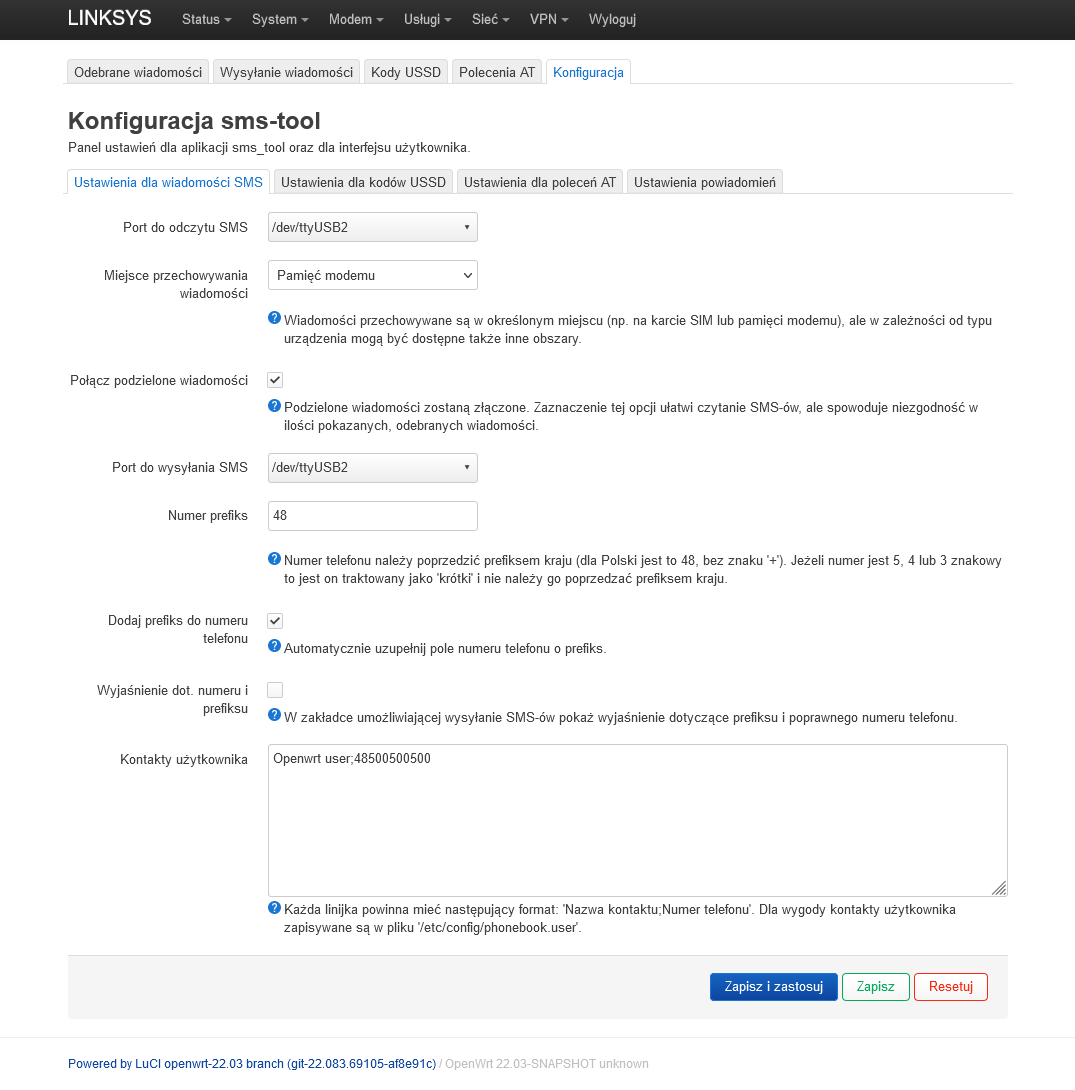 LINKSYS Status System Modem Usługi Sieć VPN Wyloguj
Odebrane wiadomości Wysyłanie wiadomości Kody USSD Polecenia AT Konfiguracja
Konfiguracja sms-tool
Panel ustawień dla aplikacji sms_tool oraz dla interfejsu użytkownika.
Ustawienia dla wiadomości SMS Ustawienia dla kodów USSD Ustawienia dla poleceń AT Ustawienia powiadomień
Port do odczytu SMS /dev/ttyUSB2
Miejsce przechowywania Pamięć modemu
wiadomości
Wiadomości przechowywane są w określonym miejscu (np. na karcie SIM lub pamięci modemu), ale w zależności od typu
urządzenia mogą być dostępne także inne obszary.
Połącz podzielone wiadomości
Podzielone wiadomości zostaną złączone. Zaznaczenie tej opcji ułatwi czytanie SMS-ów, ale spowoduje niezgodność w
ilości pokazanych, odebranych wiadomości.
Port do wysyłania SMS /dev/ttyUSB2
Numer prefiks 48
Numer telefonu należy poprzedzić prefiksem kraju (dla Polski jest to 48, bez znaku '+'). Jeżeli numer jest 5, 4 lub 3 znakowy
to jest on traktowany jako 'krótki' i nie należy go poprzedzać prefiksem kraju.
Dodaj prefiks do numeru
telefonu
Automatycznie uzupełnij pole numeru telefonu o prefiks.
Wyjaśnienie dot. numeru i
prefiksu
W zakładce umożliwiającej wysyłanie SMS-ów pokaż wyjaśnienie dotyczące prefiksu i poprawnego numeru telefonu.
Kontakty użytkownika Openwrt user;48500500500
Każda linijka powinna mieć następujący format: 'Nazwa kontaktu;Numer telefonu'. Dla wygody kontakty użytkownika
zapisywane są w pliku '/etc/config/phonebook.user'.
Zapisz i zastosuj Zapisz Resetuj
Powered by LuCI openwrt-22.03 branch (git-22.083.69105-af8e91c) / OpenWrt 22.03-SNAPSHOT unknown